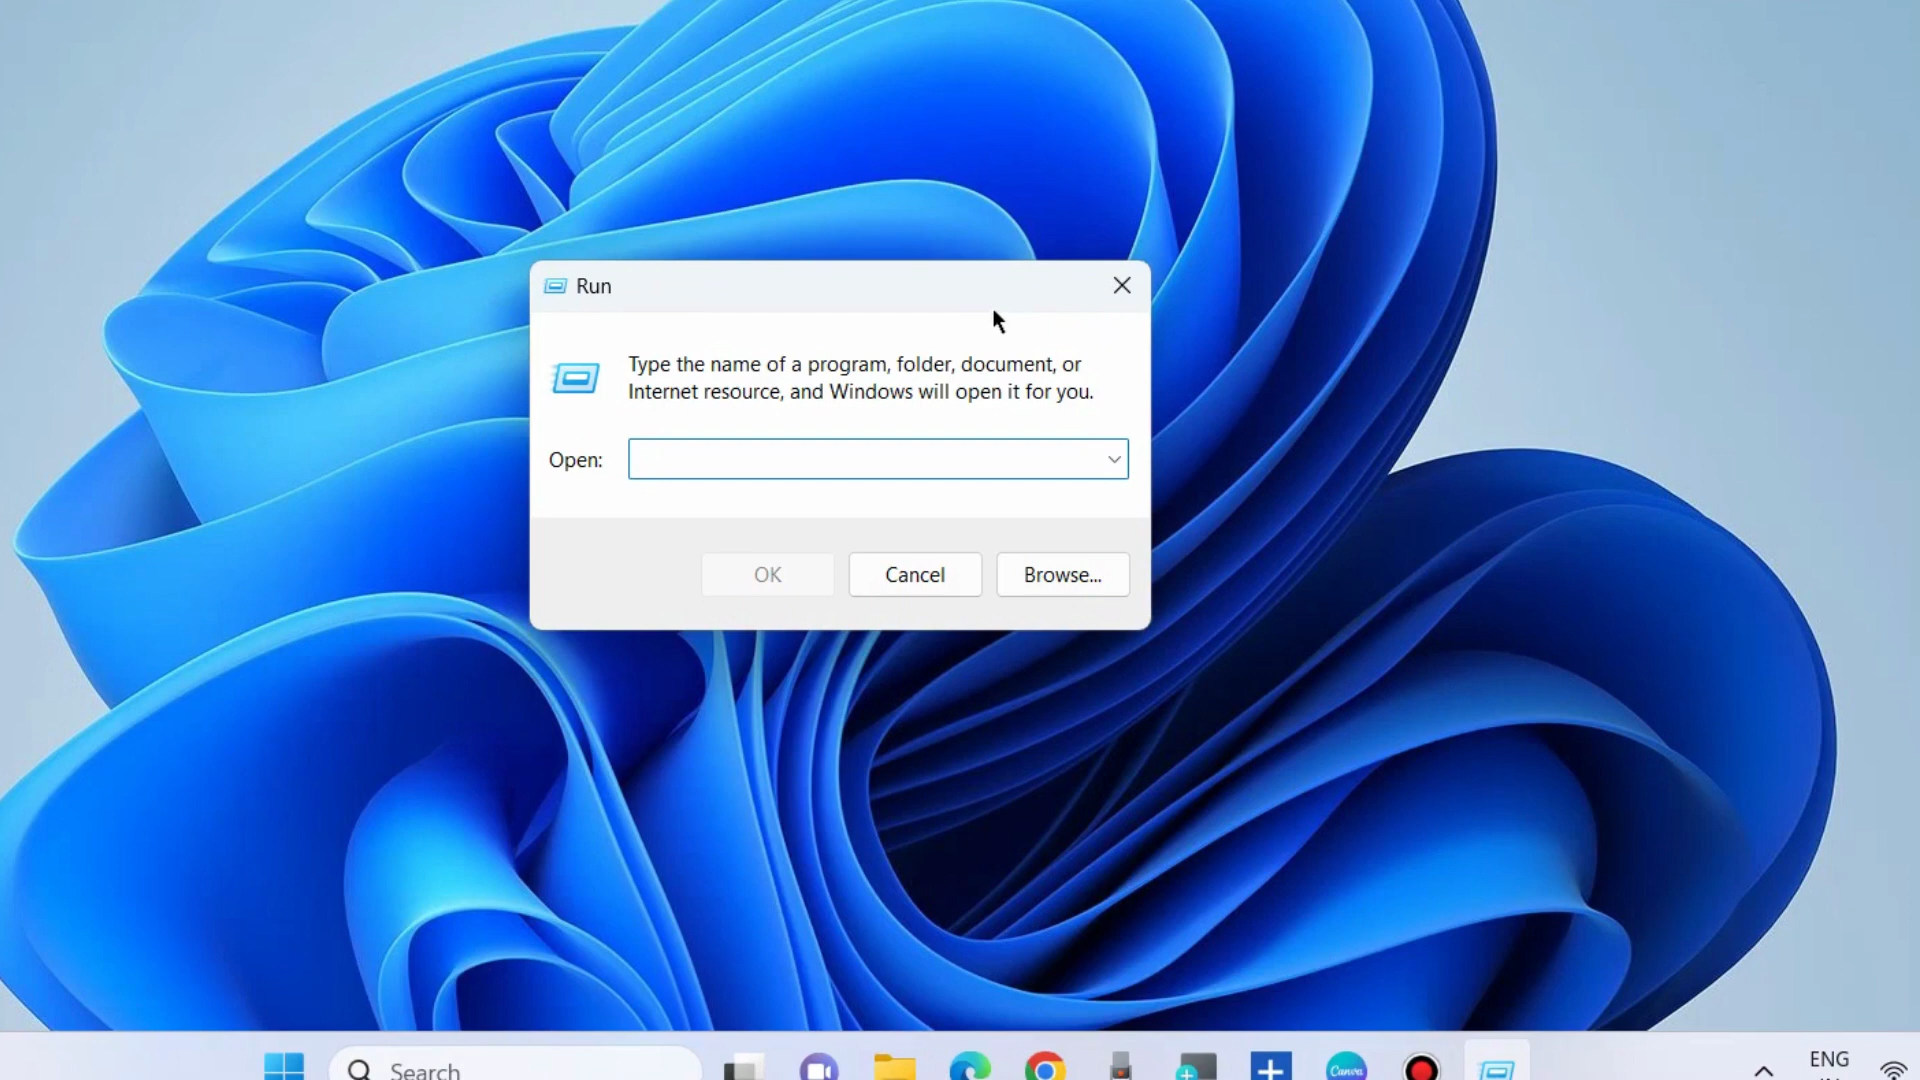 Run
Type the name of a program, folder, document, or
Internet resource, and Windows will open it for you.
Open:
OK
Cancel
Browse...
Search
Canva
ENG